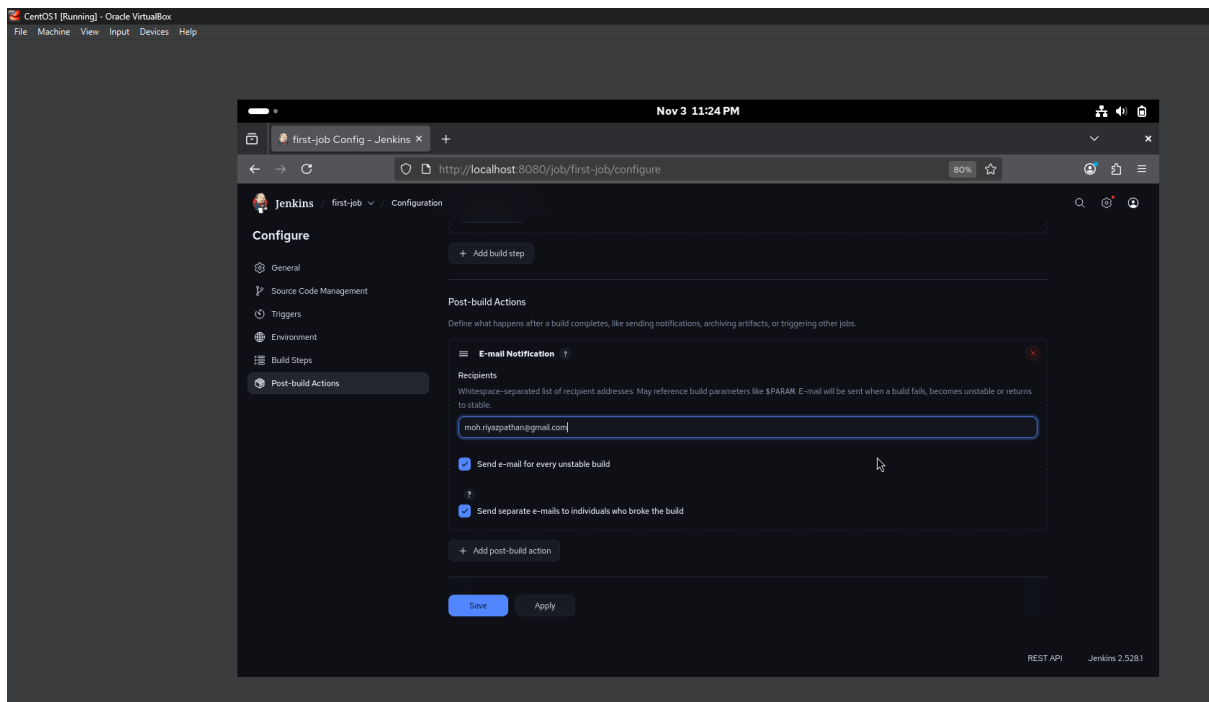 CentOS1 [Running] - Oracle VirtualBox
File Machine View Input Devices Help
Nov 3 11:24 PM
first-job Config - Jenkins
http://localhost:8080/job/first-job/configure
80%
Jenkins / first-job / Configuration
Configure
General
Source Code Management
Triggers
Environment
Build Steps
Post-build Actions
+ Add build step
Post-build Actions
Define what happens after a build completes, like sending notifications, archiving artifacts, or triggering other jobs.
E-mail Notification ?
Recipients
Whitespace-separated list of recipient addresses. May reference build parameters like $PARAM. E-mail will be sent when a build fails, becomes unstable or returns
to stable.
moh.riyazpathan@gmail.com
Send e-mail for every unstable build
?
Send separate e-mails to individuals who broke the build
+ Add post-build action
Save Apply
REST API Jenkins 2.528.1